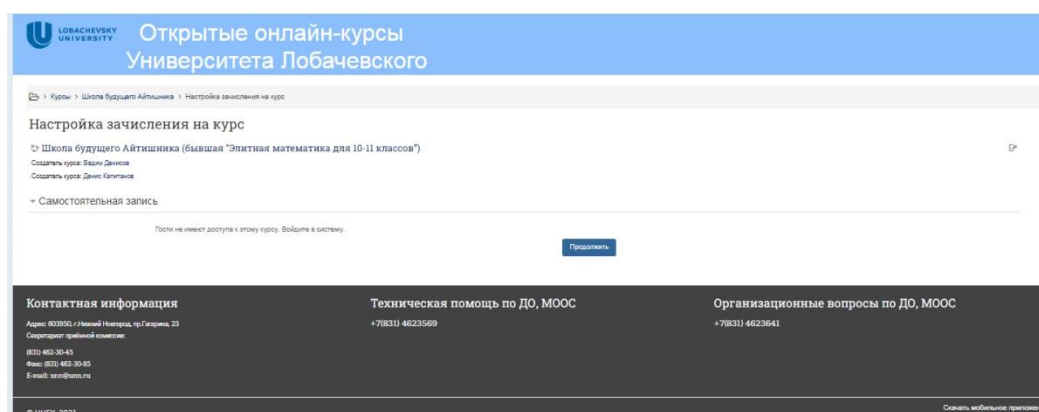 LOBACHEVSKY
UNIVERSITY
Открытые онлайн-курсы
Университета Лобачевского
> Курсы > Школа будущего Айтишника > Настройка зачисления на курс
Настройка зачисления на курс
Школа будущего Айтишника (бывшая "Элитная математика для 10-11 классов")
Создатель курса: Вадим Денисов
Создатель курса: Денис Капитанов
Самостоятельная запись
Гости не имеют доступа к этому курсу. Войдите в систему.
Продолжить
Контактная информация
Адрес: 603950, г.Нижний Новгород, пр.Гагарина, 23
Секретариат приёмной комиссии:
(831) 462-30-45
Факс: (831) 462-30-85
E-mail: unn@unn.ru
Техническая помощь по ДО, МООС
+7(831) 4623569
Организационные вопросы по ДО, МООС
+7(831) 4623641
Скачать мобильное